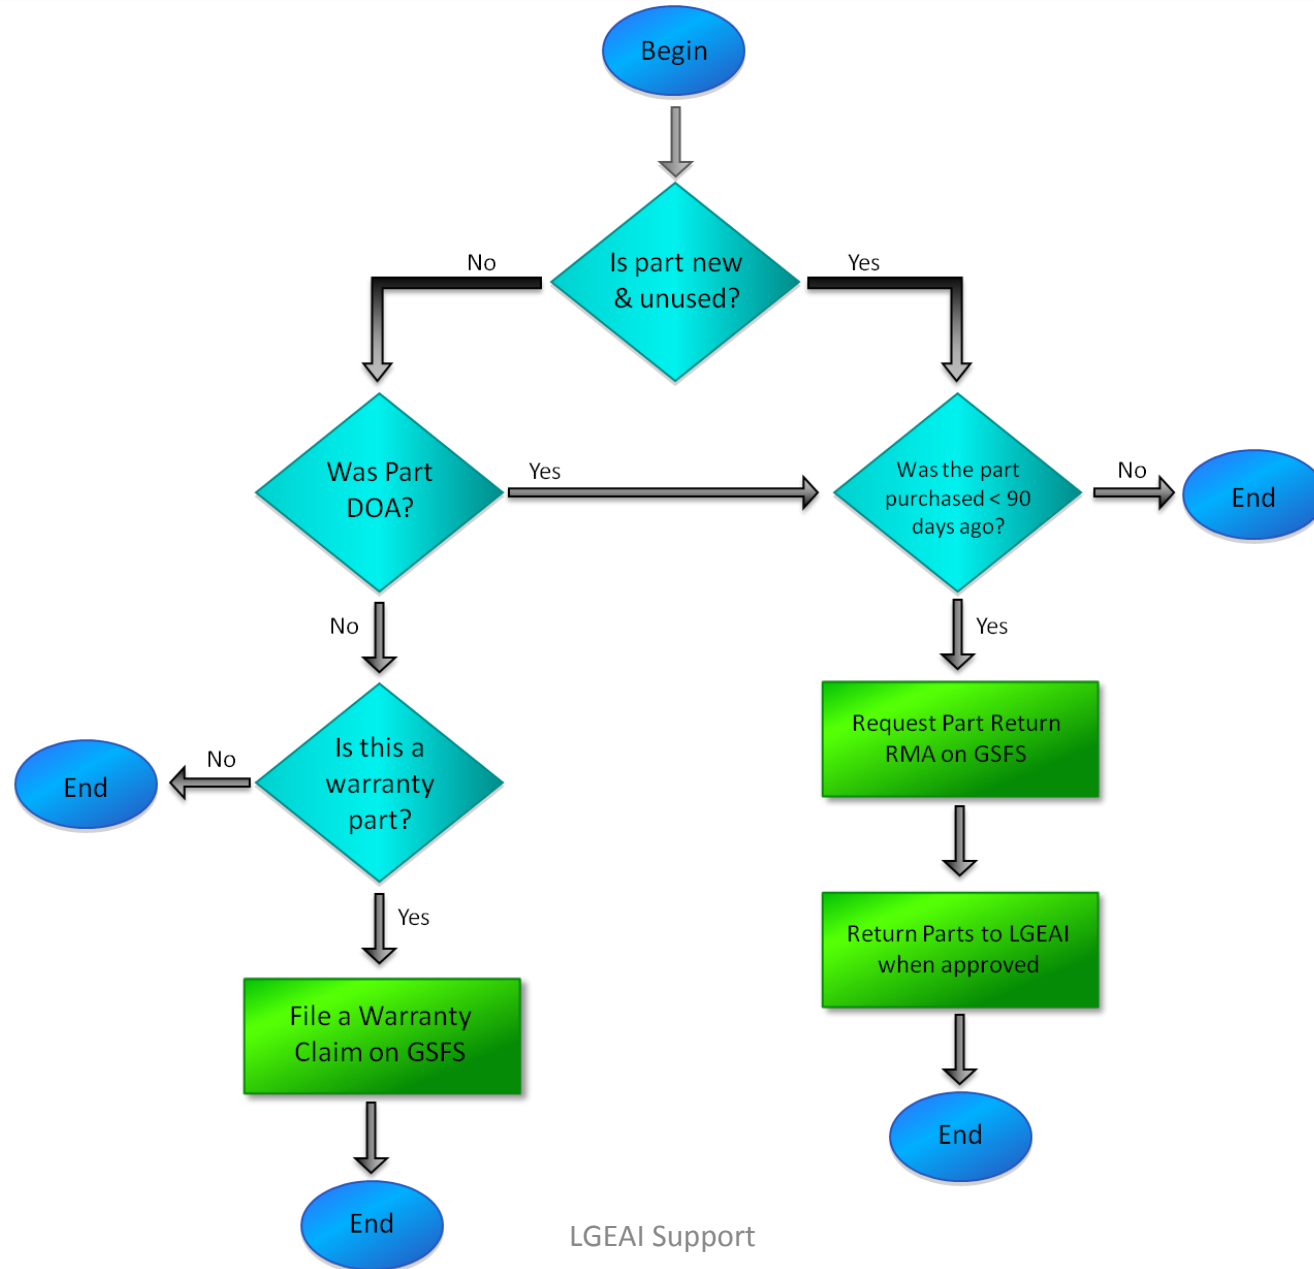 Begin
Is part new
& unused?
No
Yes
Was Part
DOA?
Yes
Was the part
purchased < 90
days ago?
No
End
No
Yes
Is this a
warranty
part?
No
End
Request Part Return
RMA on GSFS
Yes
Return Parts to LGEAI
when approved
File a Warranty
Claim on GSFS
End
End
LGEAI Support